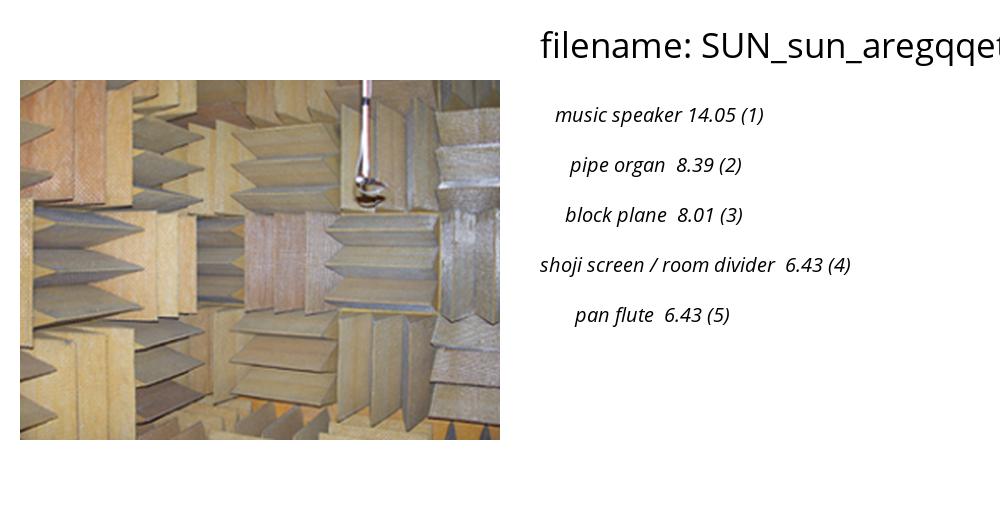 filename: SUN_sun_aregqqet
music speaker 14.05 (1)
pipe organ 8.39 (2)
block plane 8.01 (3)
shoji screen / room divider 6.43 (4)
pan flute 6.43 (5)